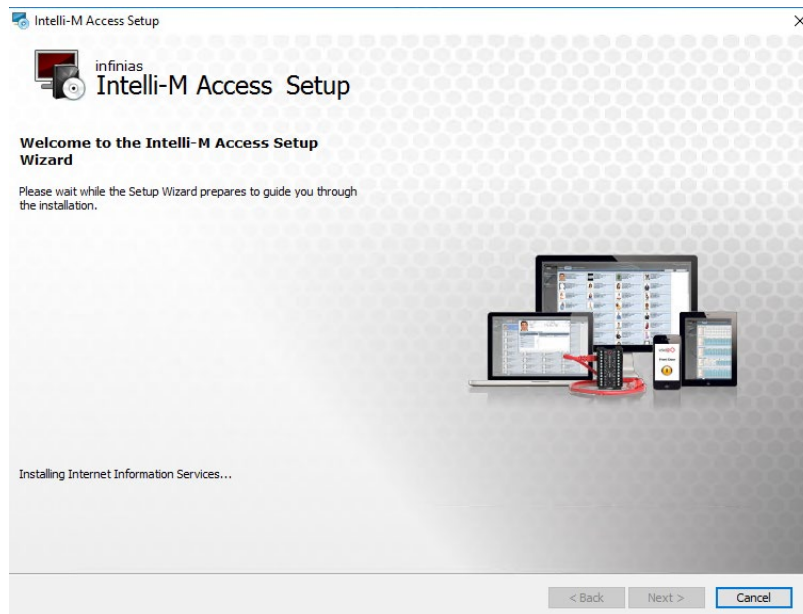 Intelli-M Access Setup
infinias
Intelli-M Access Setup
Welcome to the Intelli-M Access Setup
Wizard
Please wait while the Setup Wizard prepares to guide you through
the installation.
Installing Internet Information Services...
< Back
Next >
Cancel